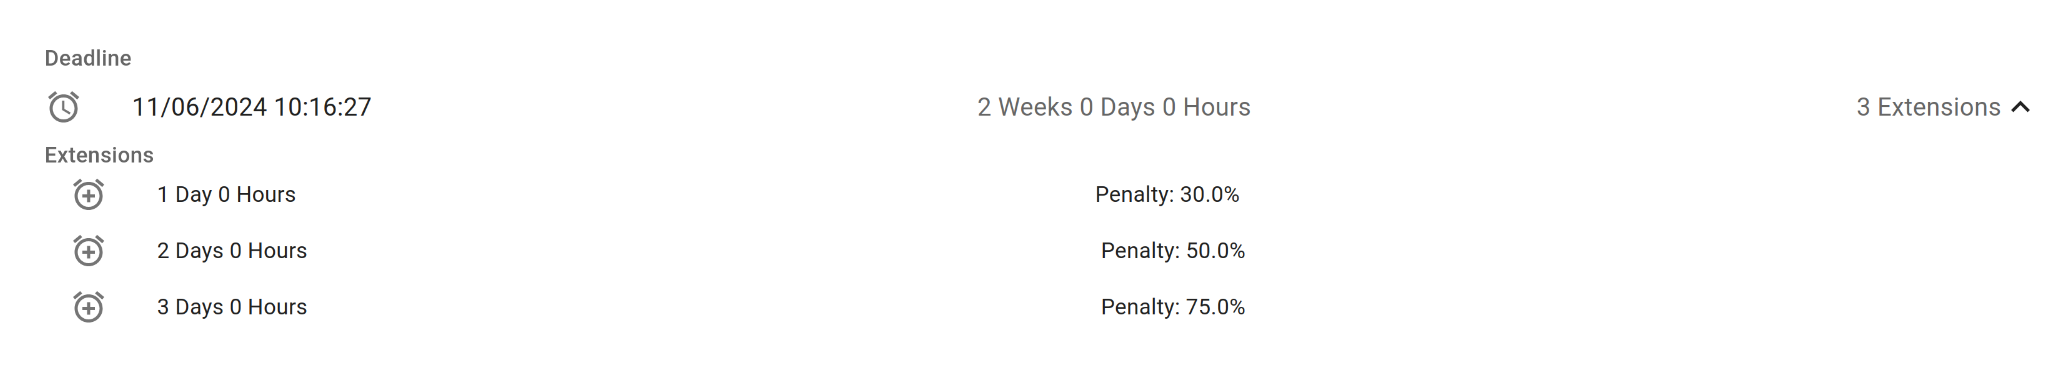 Deadline
11/06/2024 10:16:27 2 Weeks 0 Days 0 Hours 3 Extensions
Extensions
1 Day 0 Hours Penalty: 30.0%
2 Days 0 Hours Penalty: 50.0%
3 Days 0 Hours Penalty: 75.0%